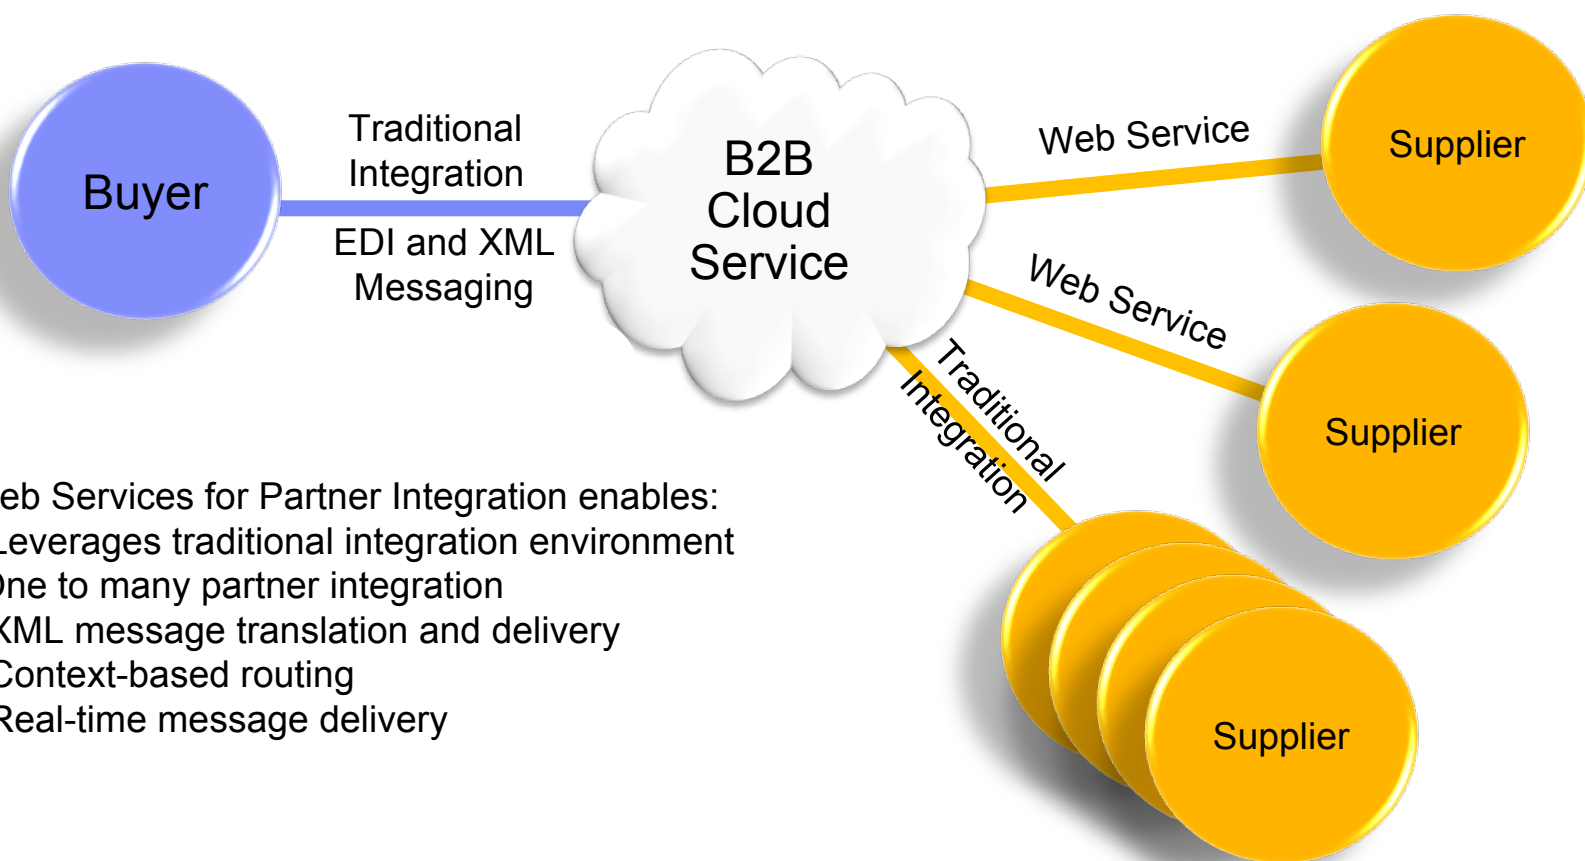 Buyer
Traditional
Integration
EDI and XML
Messaging
B2B
Cloud
Service
Web Service
Supplier
Web Service
Supplier
Traditional
Integration
Supplier
eb Services for Partner Integration enables:
Leverages traditional integration environment
One to many partner integration
XML message translation and delivery
Context-based routing
Real-time message delivery